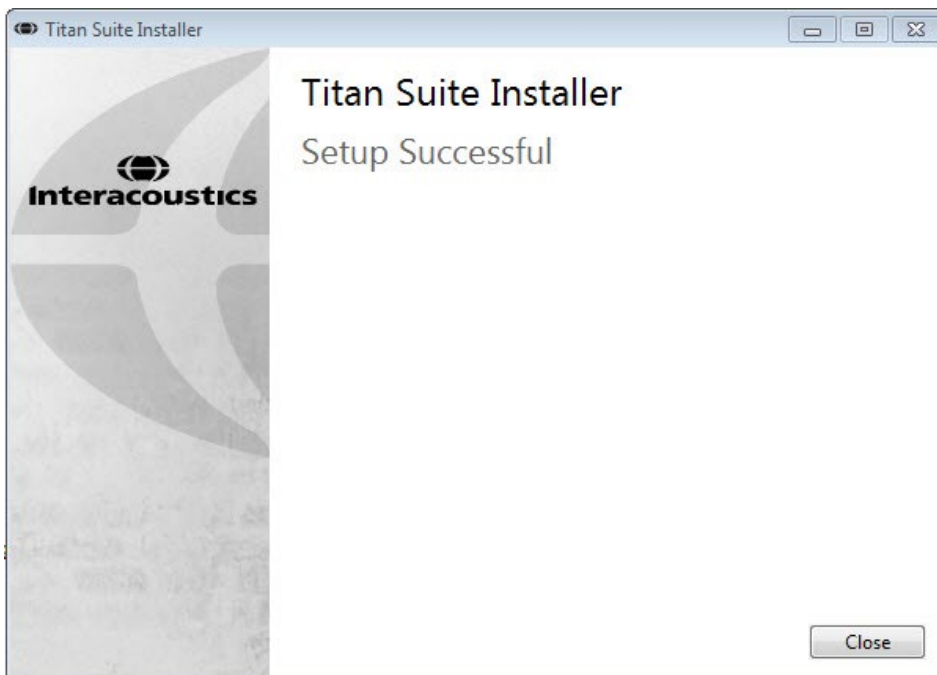 Titan Suite Installer
Titan Suite Installer
Setup Successful
Interacoustics
Close